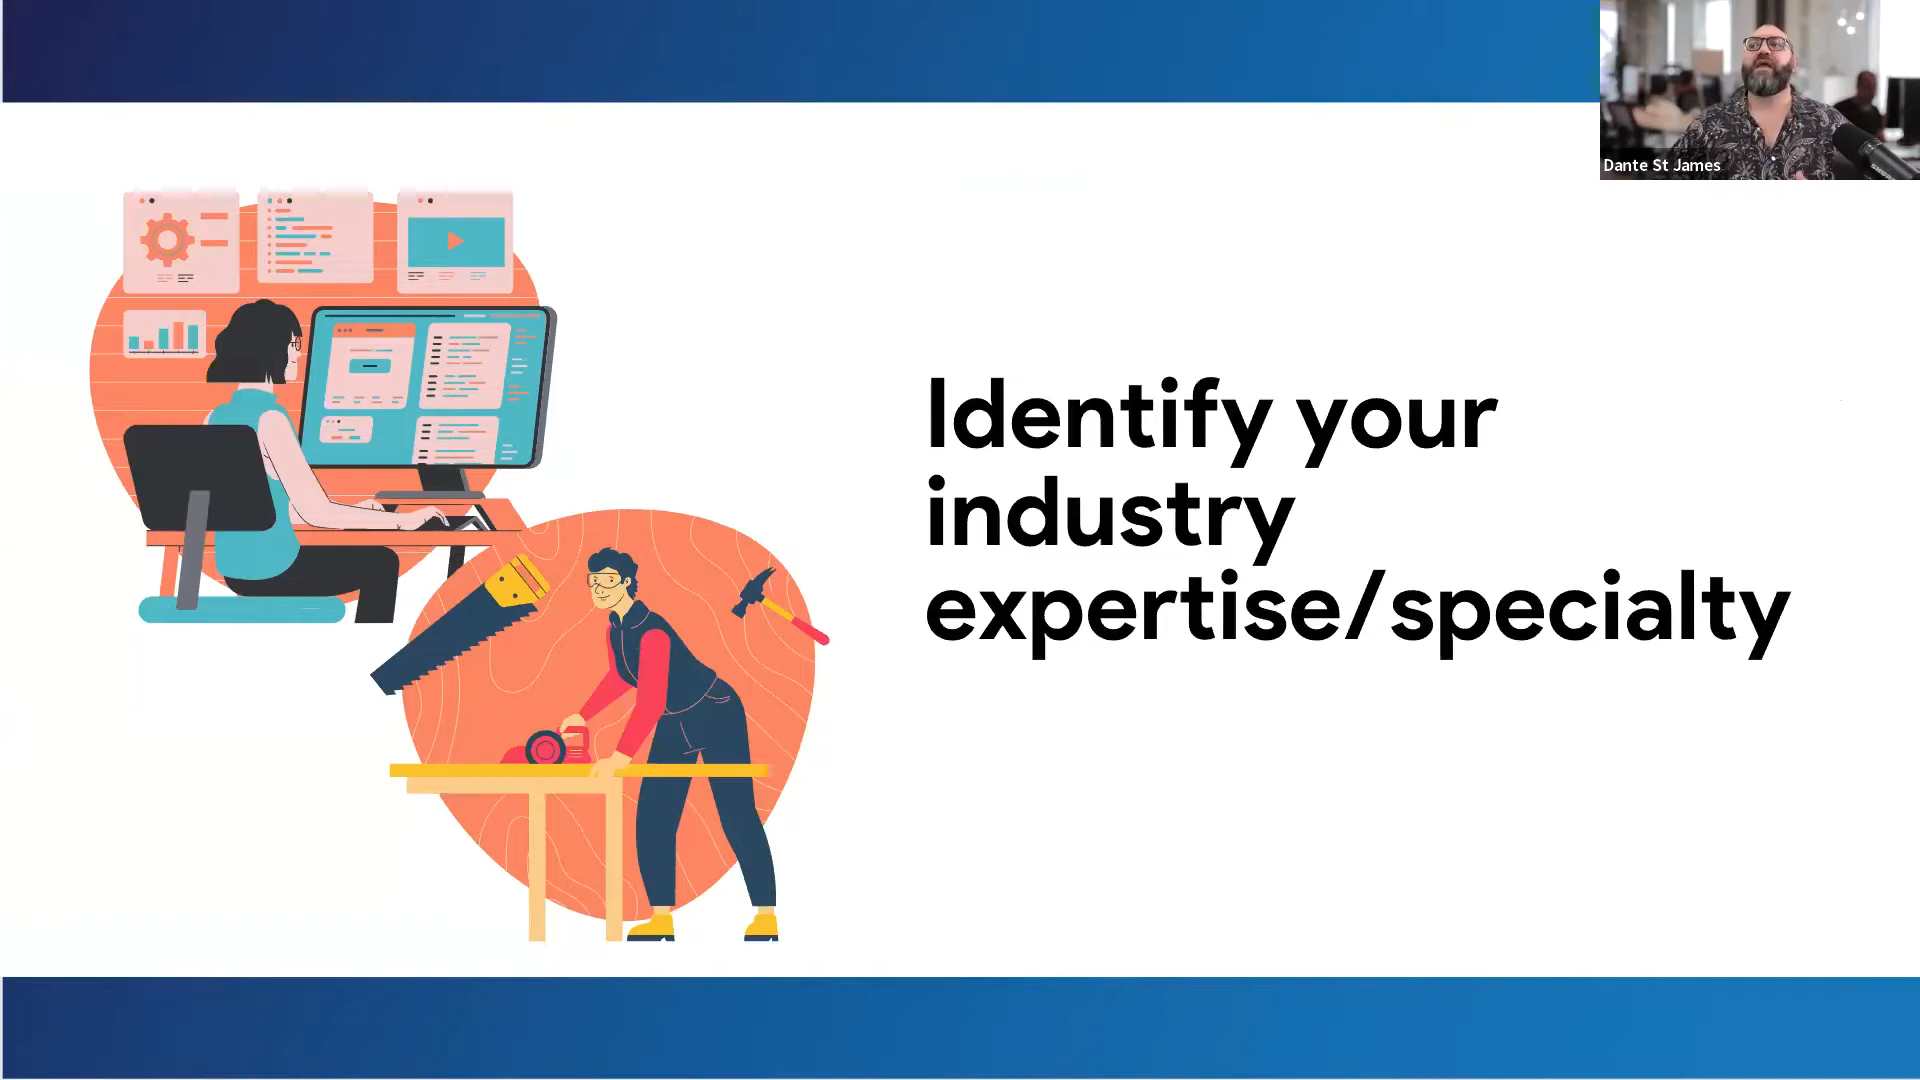 Dante St James
Identify your
industry
expertise/specialty